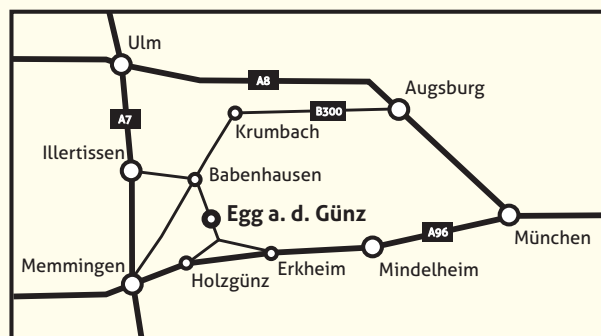 Ulm
A8
Augsburg
A7
B300
Krumbach
Illertissen
Babenhausen
Egg a. d. Günz
A96
München
Memmingen
Holzgünz
Erkheim
Mindelheim